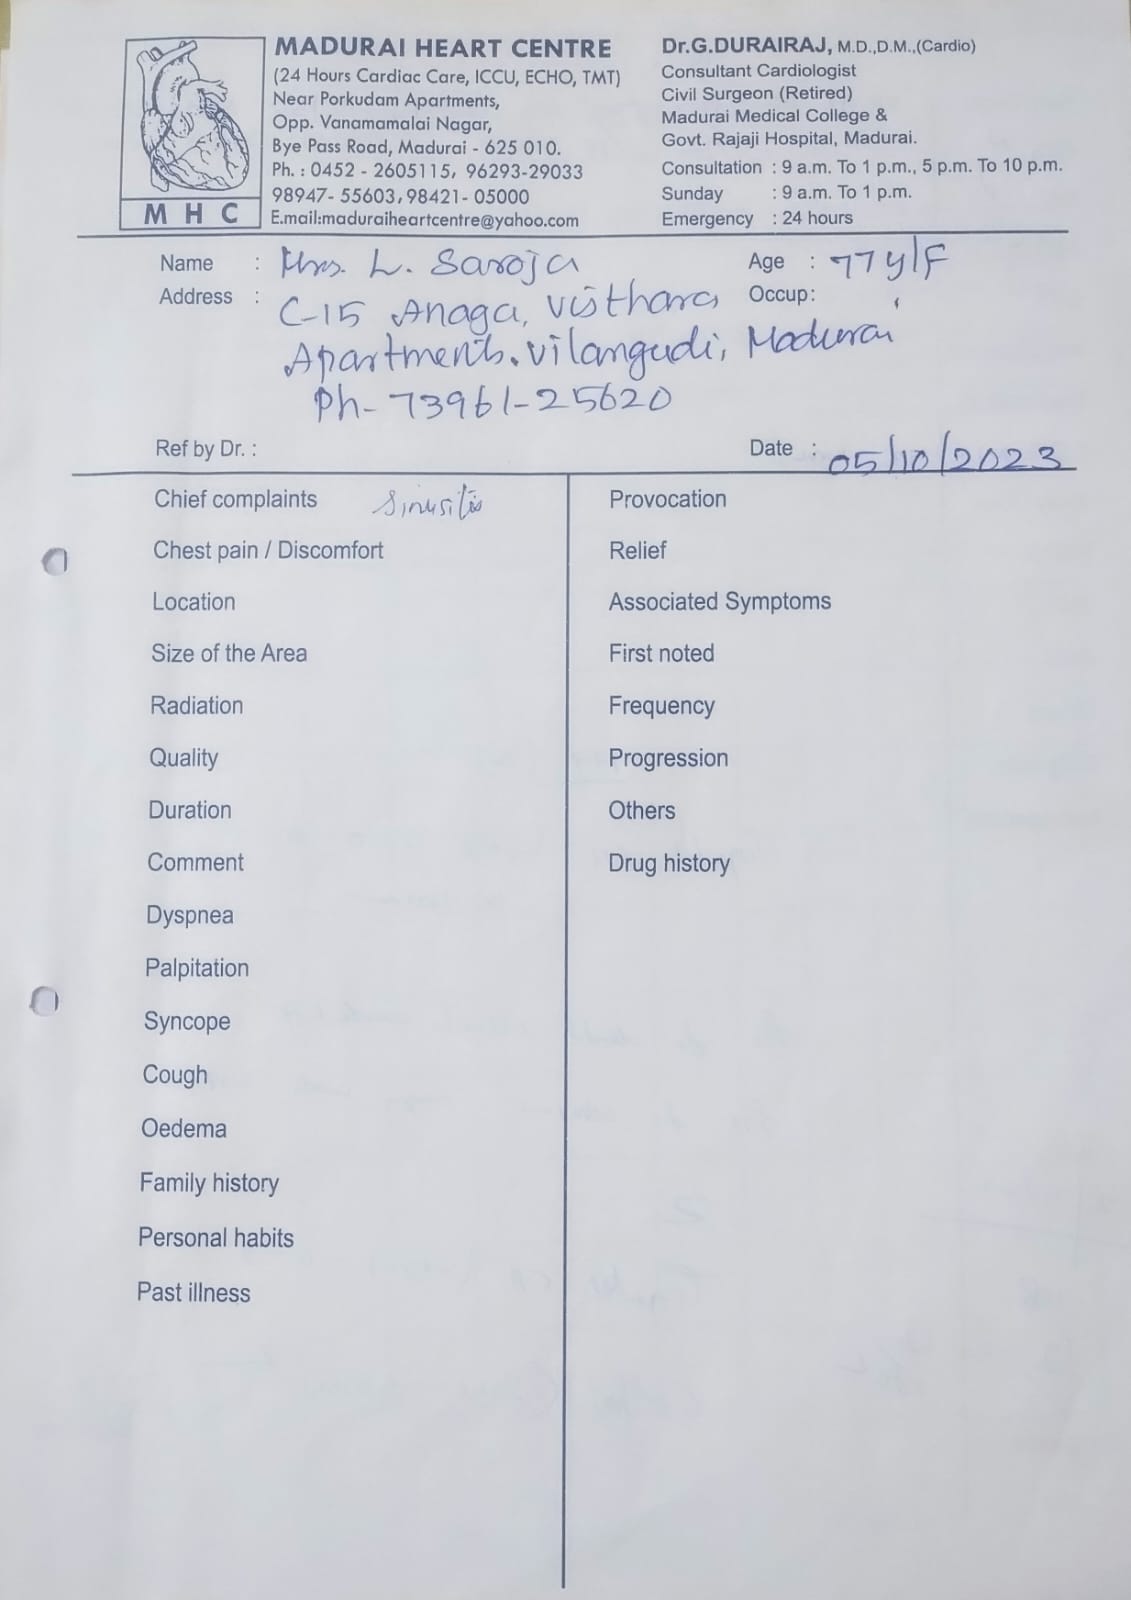 MADURAI HEART CENTRE
(24 Hours Cardiac Care, ICCU, ECHO, TMT)
Near Porkudam Apartments,
Opp. Vanamamalai Nagar,
Bye Pass Road, Madurai - 625 010.
Ph. : 0452 - 2605115, 96293-29033
98947- 55603, 98421- 05000
E.mail:maduraiheartcentre@yahoo.com
M H C
Dr.G.DURAIRAJ, M.D.,D.M.,(Cardio)
Consultant Cardiologist
Civil Surgeon (Retired)
Madurai Medical College &
Govt. Rajaji Hospital, Madurai.
Consultation : 9 a.m. To 1 p.m., 5 p.m. To 10 p.m.
Sunday : 9 a.m. To 1 p.m.
Emergency : 24 hours
Name : Mrs. L. Saroja
Age : 77y/F
Address : C-15 Anaga, Visthara
Occup:
Apartments. Vilangudi, Madurai
Ph- 73961-25620
Ref by Dr. :
Date : 05/10/2023
Chief complaints Sinusitis
Chest pain / Discomfort
Location
Size of the Area
Radiation
Quality
Duration
Comment
Dyspnea
Palpitation
Syncope
Cough
Oedema
Family history
Personal habits
Past illness
Provocation
Relief
Associated Symptoms
First noted
Frequency
Progression
Others
Drug history